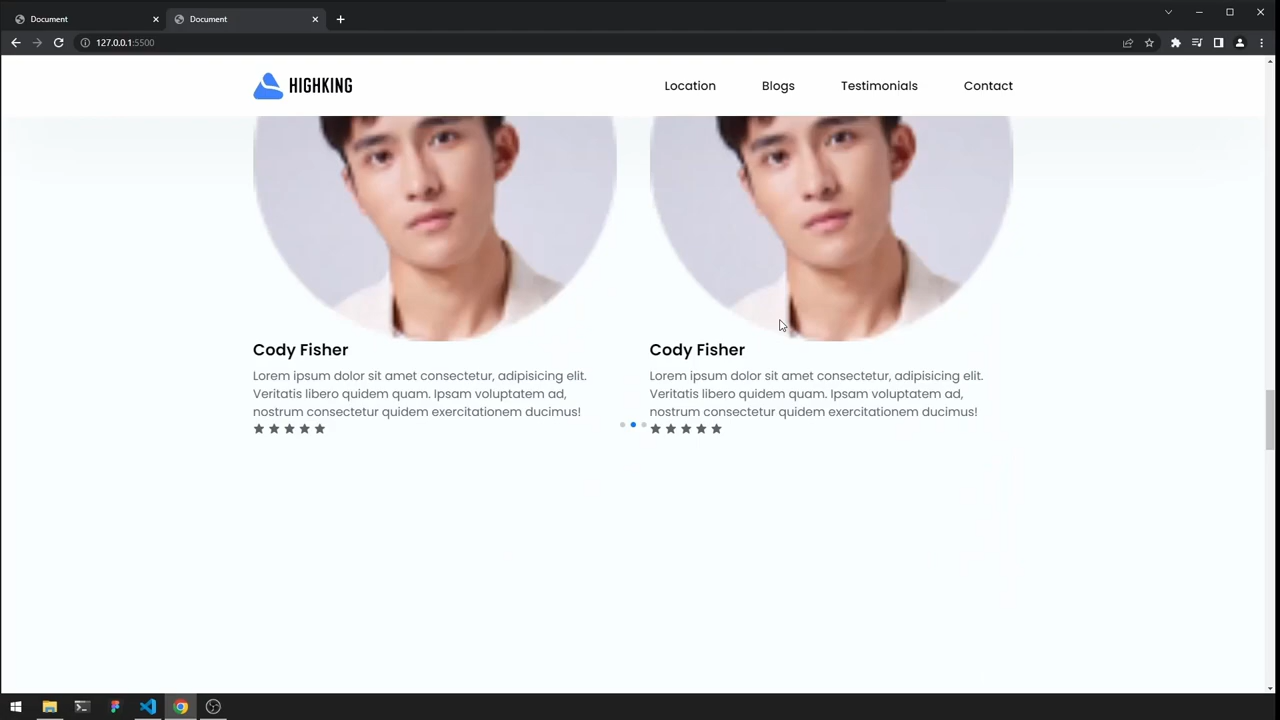 Document
Document
127.0.0.1:5500
HIGHKING
Location
Blogs
Testimonials
Contact
Cody Fisher
Lorem ipsum dolor sit amet consectetur, adipisicing elit.
Veritatis libero quidem quam. Ipsam voluptatem ad,
nostrum consectetur quidem exercitationem ducimus!
Cody Fisher
Lorem ipsum dolor sit amet consectetur, adipisicing elit.
Veritatis libero quidem quam. Ipsam voluptatem ad,
nostrum consectetur quidem exercitationem ducimus!